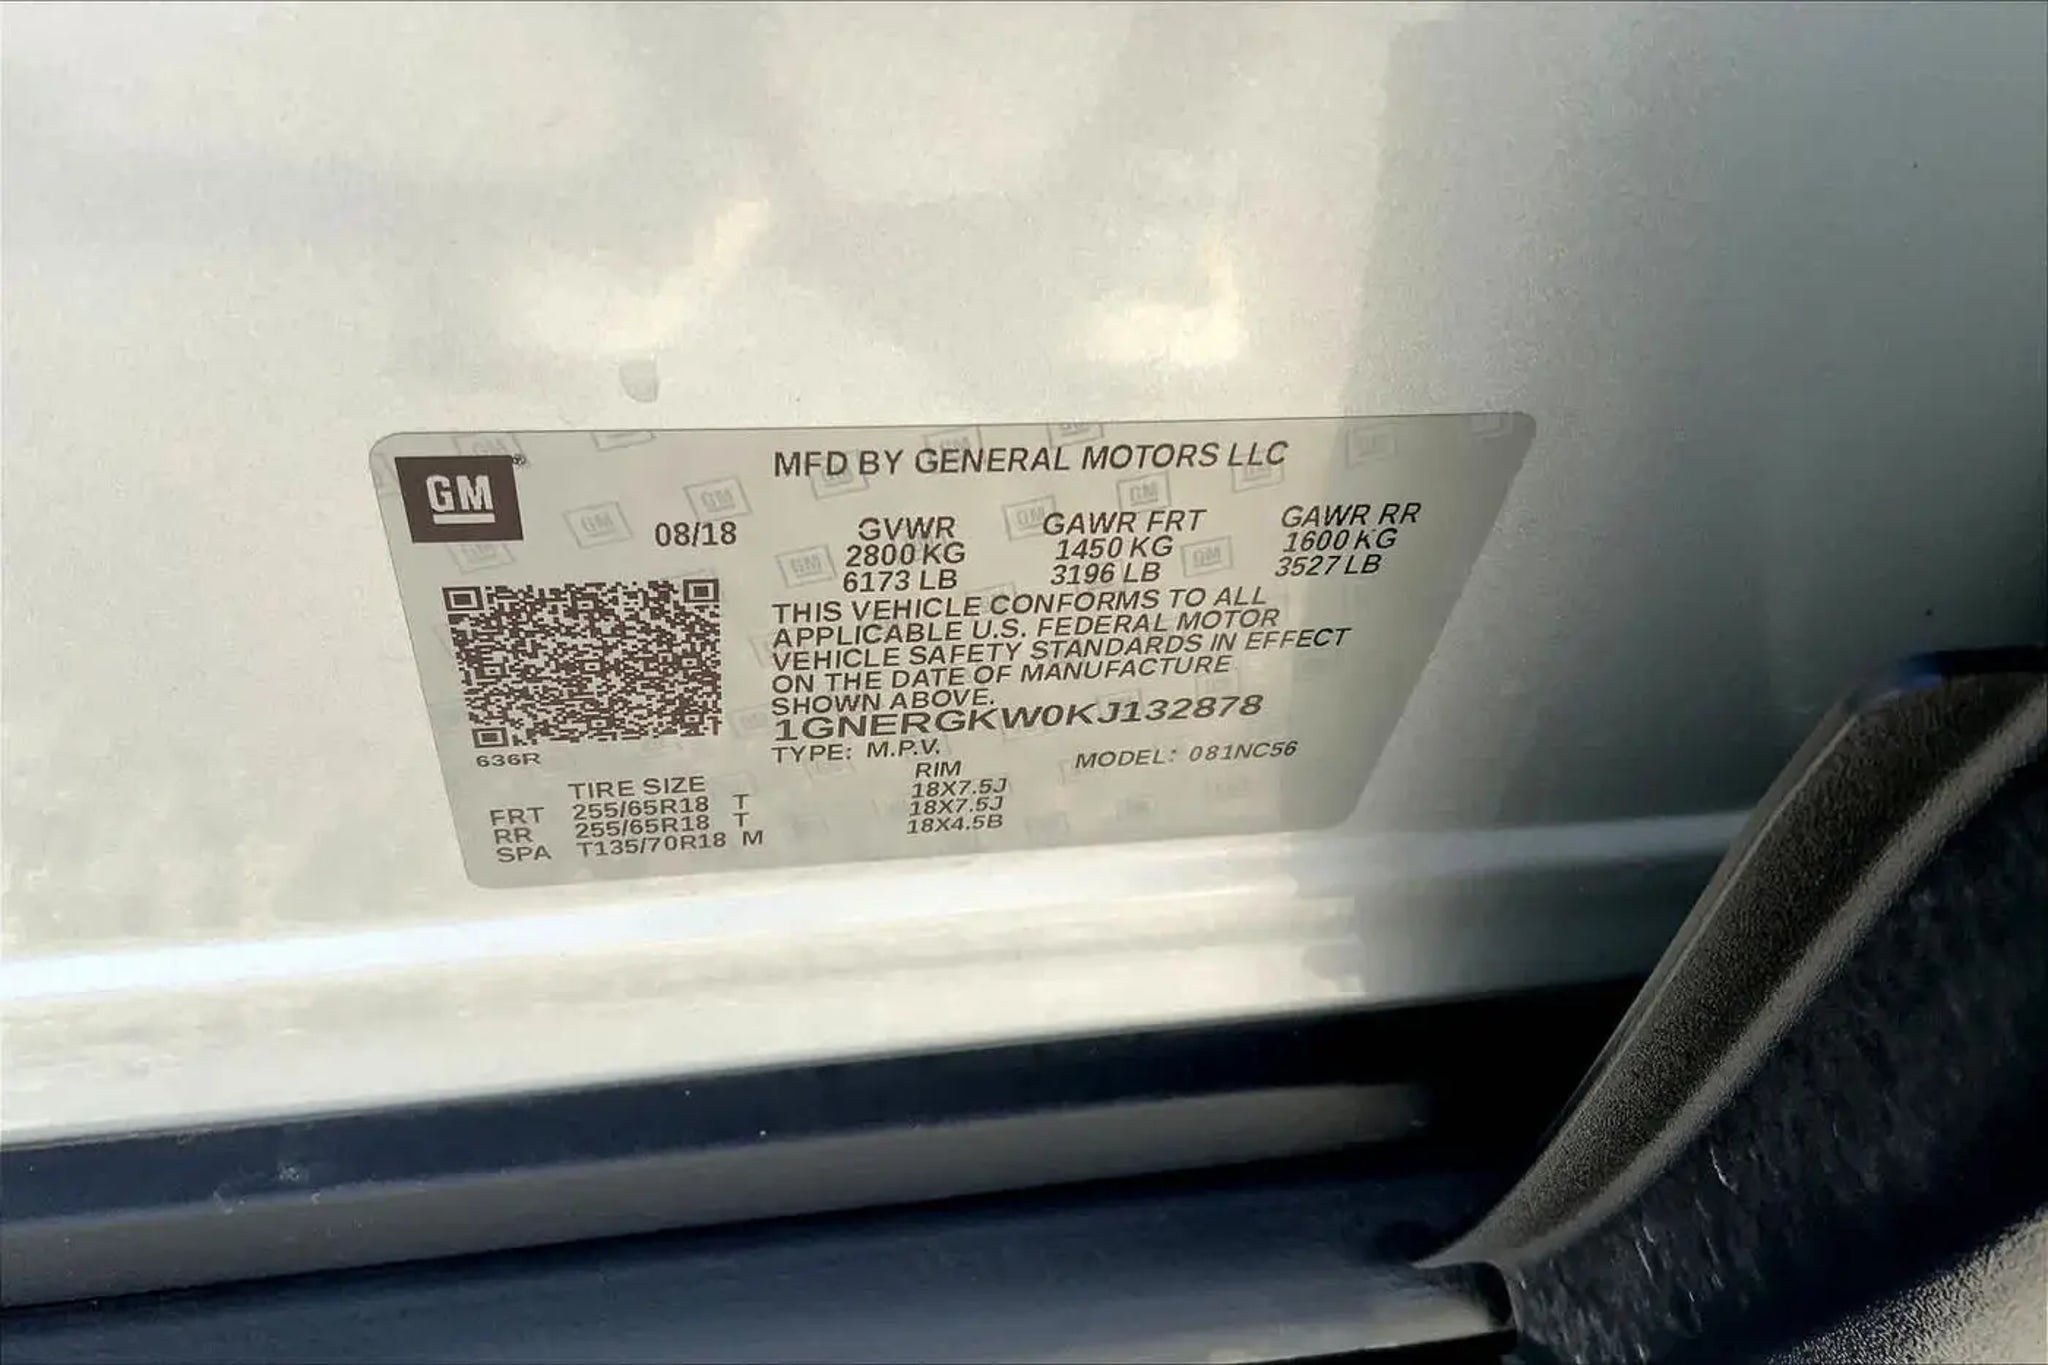 GM
MFD BY GENERAL MOTORS LLC
08/18
GVWR GAWR FRT GAWR RR
2800 KG 1450 KG 1600 KG
6173 LB 3196 LB 3527 LB
THIS VEHICLE CONFORMS TO ALL
APPLICABLE U.S. FEDERAL MOTOR
VEHICLE SAFETY STANDARDS IN EFFECT
ON THE DATE OF MANUFACTURE
SHOWN ABOVE.
1GNERGKW0KJ132878
636R
TYPE: M.P.V. MODEL: 081NC56
TIRE SIZE RIM
FRT 255/65R18 T 18X7.5J
RR 255/65R18 T 18X7.5J
SPA T135/70R18 M 18X4.5B